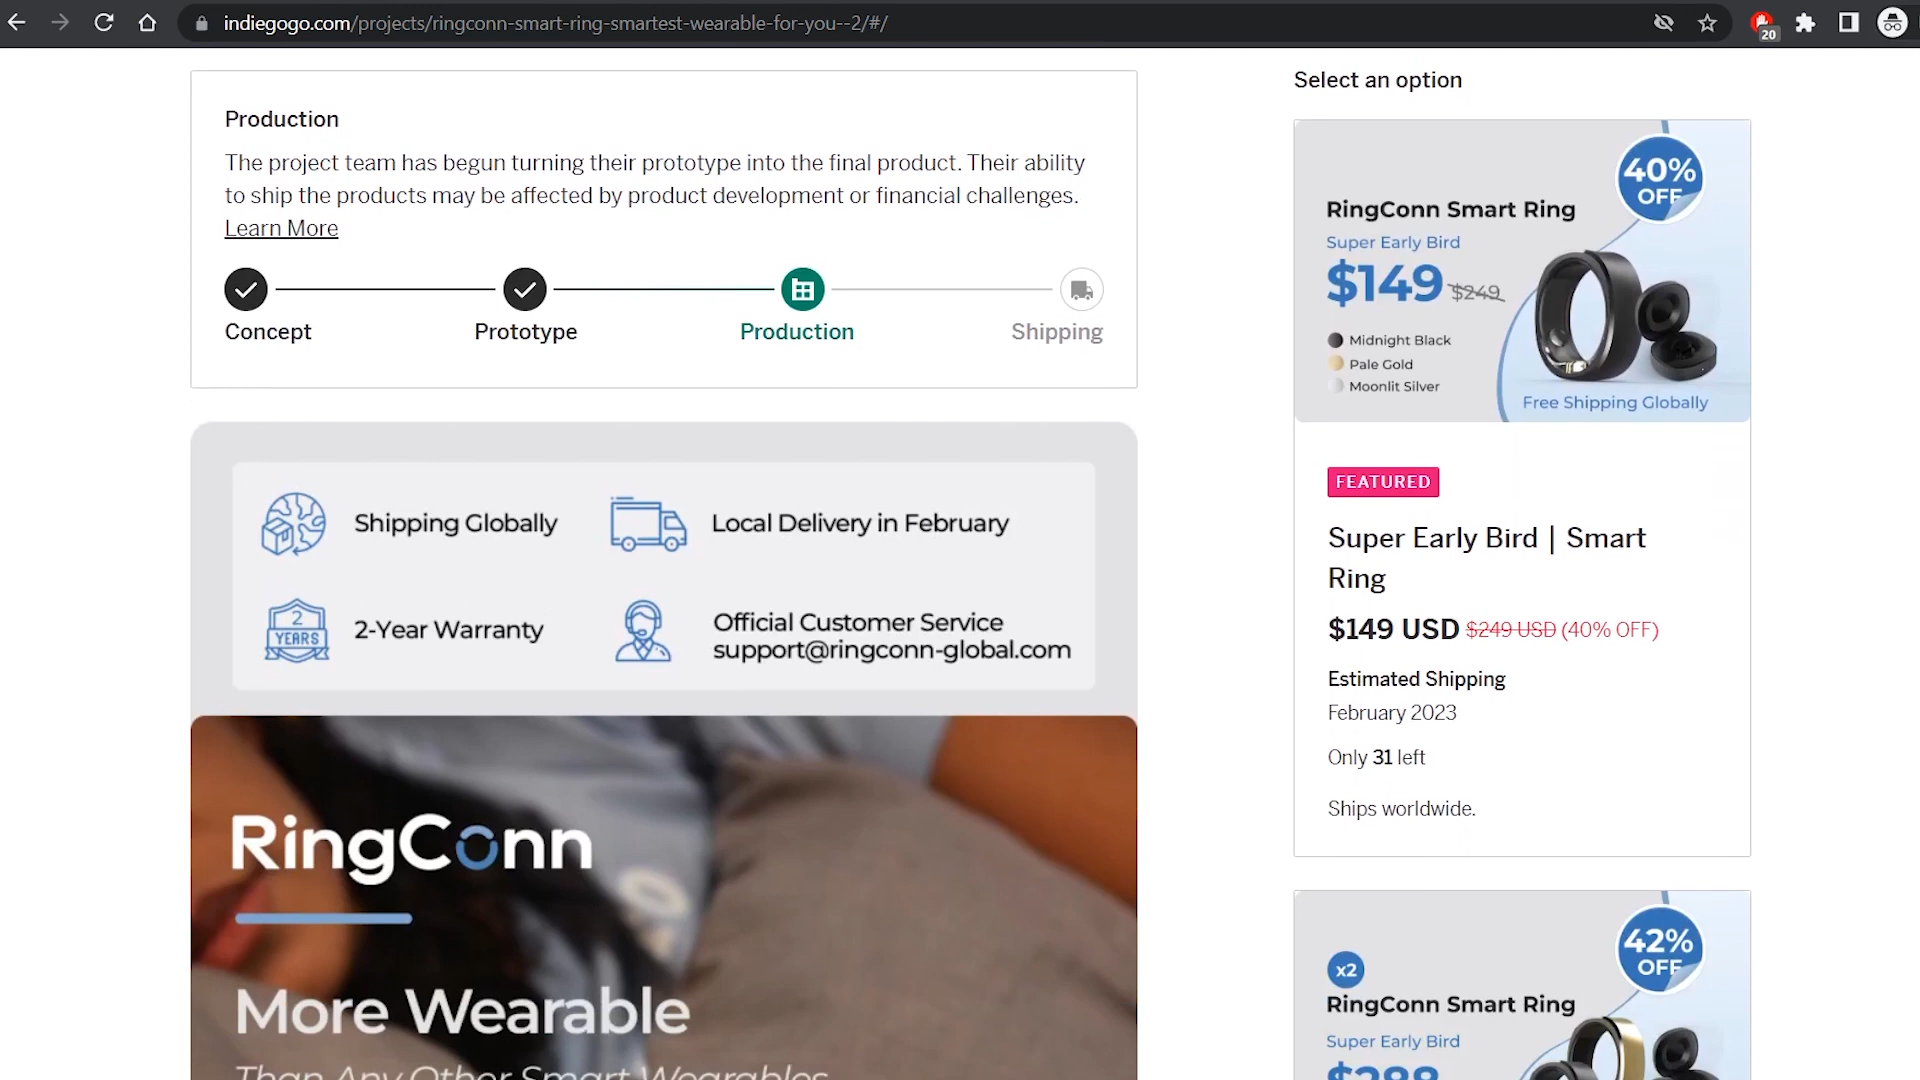 indiegogo.com/projects/ringconn-smart-ring-smartest-wearable-for-you--2/#/
20
Production
The project team has begun turning their prototype into the final product. Their ability
to ship the products may be affected by product development or financial challenges.
Learn More
Concept
Prototype
Production
Shipping
Shipping Globally
Local Delivery in February
2
YEARS
2-Year Warranty
Official Customer Service
support@ringconn-global.com
RingConn
More Wearable
Than Any Other Smart Wearables
Select an option
40%
OFF
RingConn Smart Ring
Super Early Bird
$149 $249
Midnight Black
Pale Gold
Moonlit Silver
Free Shipping Globally
FEATURED
Super Early Bird | Smart
Ring
$149 USD $249 USD (40% OFF)
Estimated Shipping
February 2023
Only 31 left
Ships worldwide.
42%
OFF
x2
RingConn Smart Ring
Super Early Bird
$288